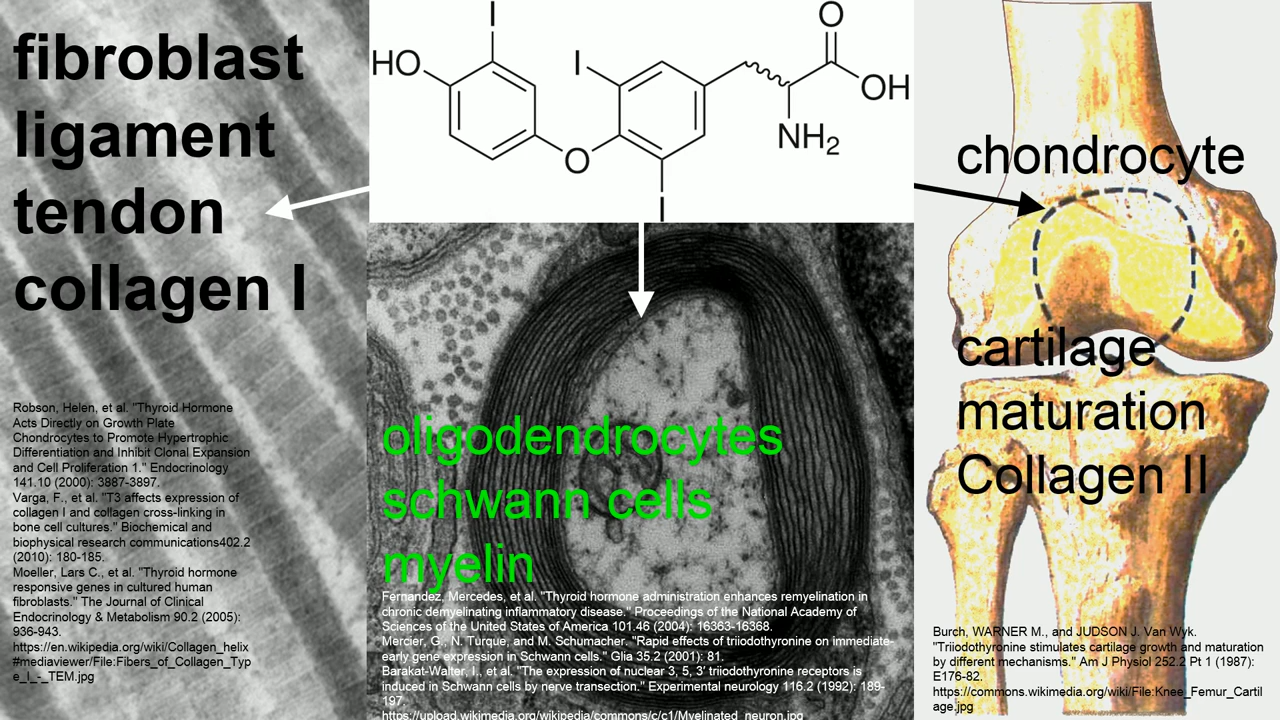 fibroblast
ligament
tendon
collagen I
Robson, Helen, et al. "Thyroid Hormone
Acts Directly on Growth Plate
Chondrocytes to Promote Hypertrophic
Differentiation and Inhibit Clonal Expansion
and Cell Proliferation 1." Endocrinology
141.10 (2000): 3887-3897.
Varga, F., et al. "T3 affects expression of
collagen I and collagen cross-linking in
bone cell cultures." Biochemical and
biophysical research communications402.2
(2010): 180-185.
Moeller, Lars C., et al. "Thyroid hormone
responsive genes in cultured human
fibroblasts." The Journal of Clinical
Endocrinology & Metabolism 90.2 (2005):
936-943.
https://en.wikipedia.org/wiki/Collagen_helix
#mediaviewer/File:Fibers_of_Collagen_Typ
e_I_-_TEM.jpg
I
O
HO
I
OH
NH2
O
I
oligodendrocytes
schwann cells
myelin
Fernandez, Mercedes, et al. "Thyroid hormone administration enhances remyelination in
chronic demyelinating inflammatory disease." Proceedings of the National Academy of
Sciences of the United States of America 101.46 (2004): 16363-16368.
Mercier, G., N. Turque, and M. Schumacher. "Rapid effects of triiodothyronine on immediate-
early gene expression in Schwann cells." Glia 35.2 (2001): 81.
Barakat-Walter, I., et al. "The expression of nuclear 3, 5, 3' triiodothyronine receptors is
induced in Schwann cells by nerve transection." Experimental neurology 116.2 (1992): 189-
197.
https://upload.wikimedia.org/wikipedia/commons/c/c1/Myelinated_neuron.jpg
chondrocyte
cartilage
maturation
Collagen II
Burch, WARNER M., and JUDSON J. Van Wyk.
"Triiodothyronine stimulates cartilage growth and maturation
by different mechanisms." Am J Physiol 252.2 Pt 1 (1987):
E176-82.
https://commons.wikimedia.org/wiki/File:Knee_Femur_Cartil
age.jpg